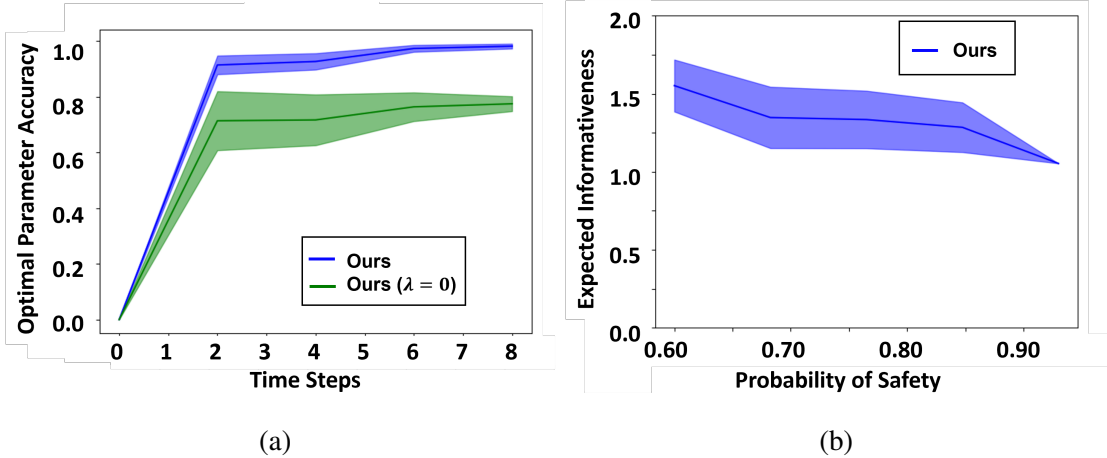 Optimal Parameter Accuracy
1.0
0.8
0.6
0.4
0.2
0.0
Ours
Ours (λ = 0)
0 1 2 3 4 5 6 7 8
Time Steps
(a)
Expected Informativeness
2.0
1.5
1.0
0.5
0.0
Ours
0.60 0.70 0.80 0.90
Probability of Safety
(b)